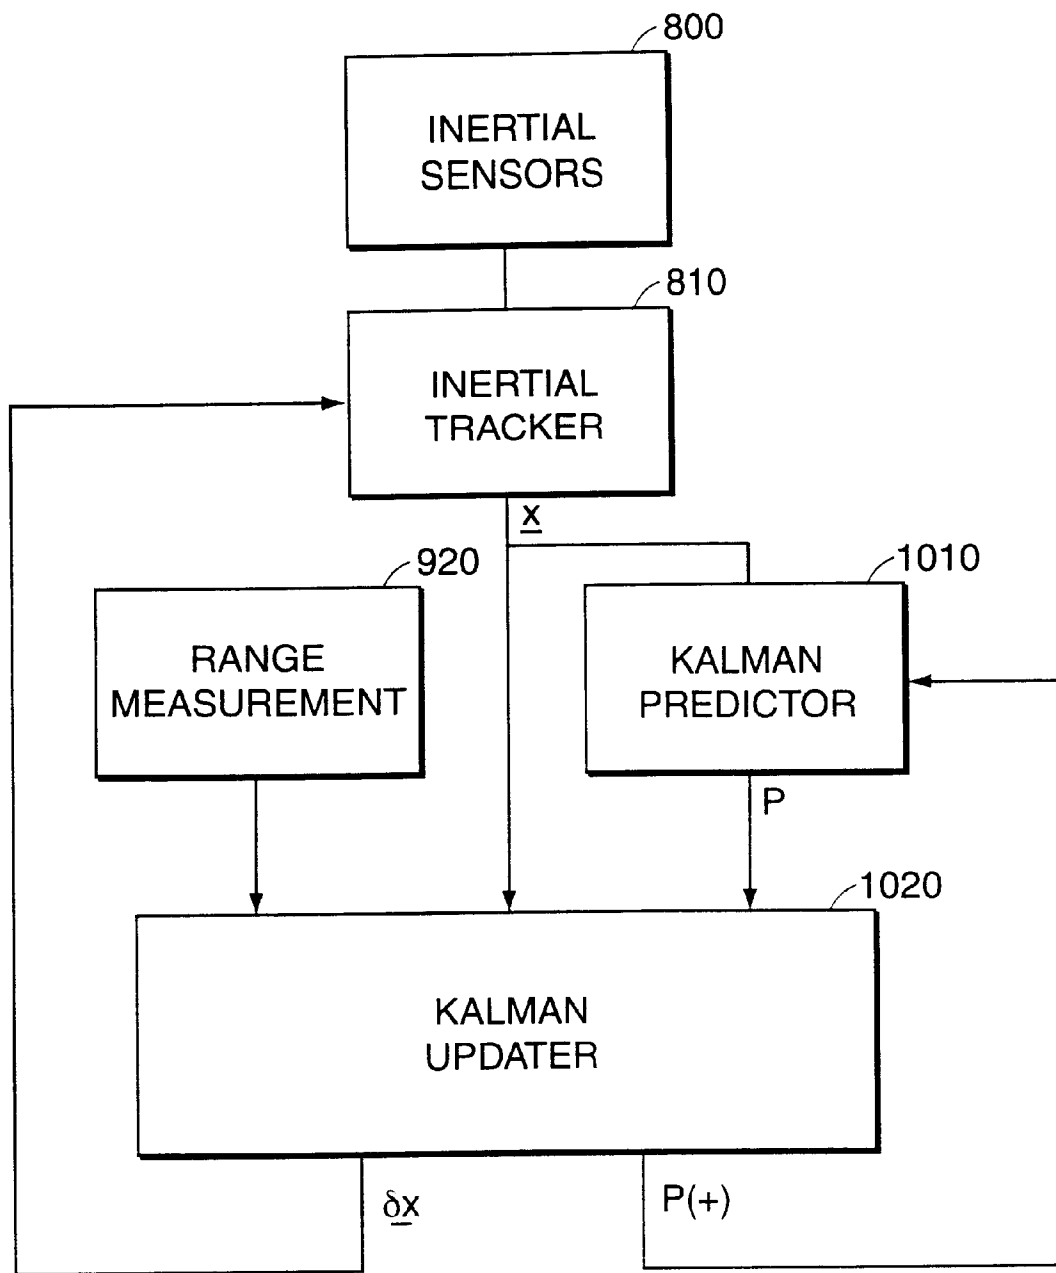 800
INERTIAL
SENSORS
810
INERTIAL
TRACKER
x
920
RANGE
MEASUREMENT
1010
KALMAN
PREDICTOR
P
1020
KALMAN
UPDATER
δx
P(+)